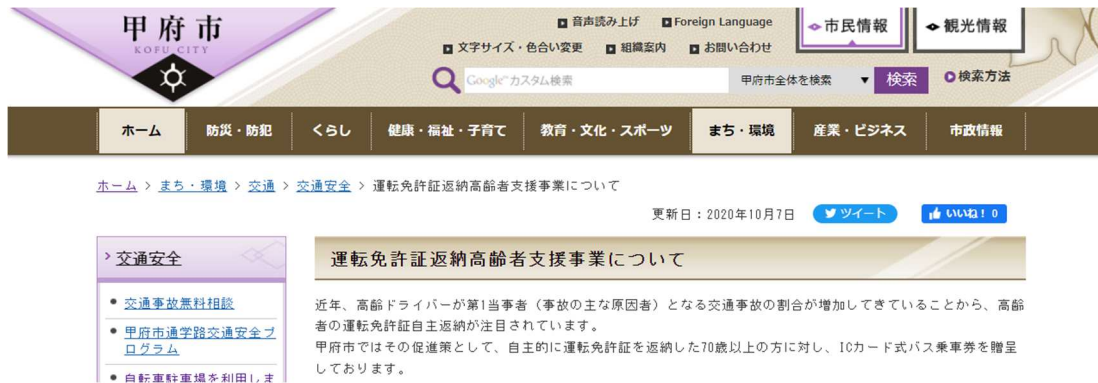 甲府市
KOFU CITY
音声読み上げ Foreign Language
文字サイズ・色合い変更 組織案内 お問い合わせ
市民情報 観光情報
Google カスタム検索 甲府市全体を検索 ▼ 検索 検索方法
ホーム 防災・防犯 くらし 健康・福祉・子育て 教育・文化・スポーツ まち・環境 産業・ビジネス 市政情報
ホーム > まち・環境 > 交通 > 交通安全 > 運転免許証返納高齢者支援事業について
更新日:2020年10月7日 ツイート いいね! 0
交通安全
交通事故無料相談
甲府市通学路交通安全プ
ログラム
自転車駐車場を利用しま
運転免許証返納高齢者支援事業について
近年、高齢ドライバーが第1当事者(事故の主な原因者)となる交通事故の割合が増加してきていることから、高齢
者の運転免許証自主返納が注目されています。
甲府市ではその促進策として、自主的に運転免許証を返納した70歳以上の方に対し、ICカード式バス乗車券を贈呈
しております。